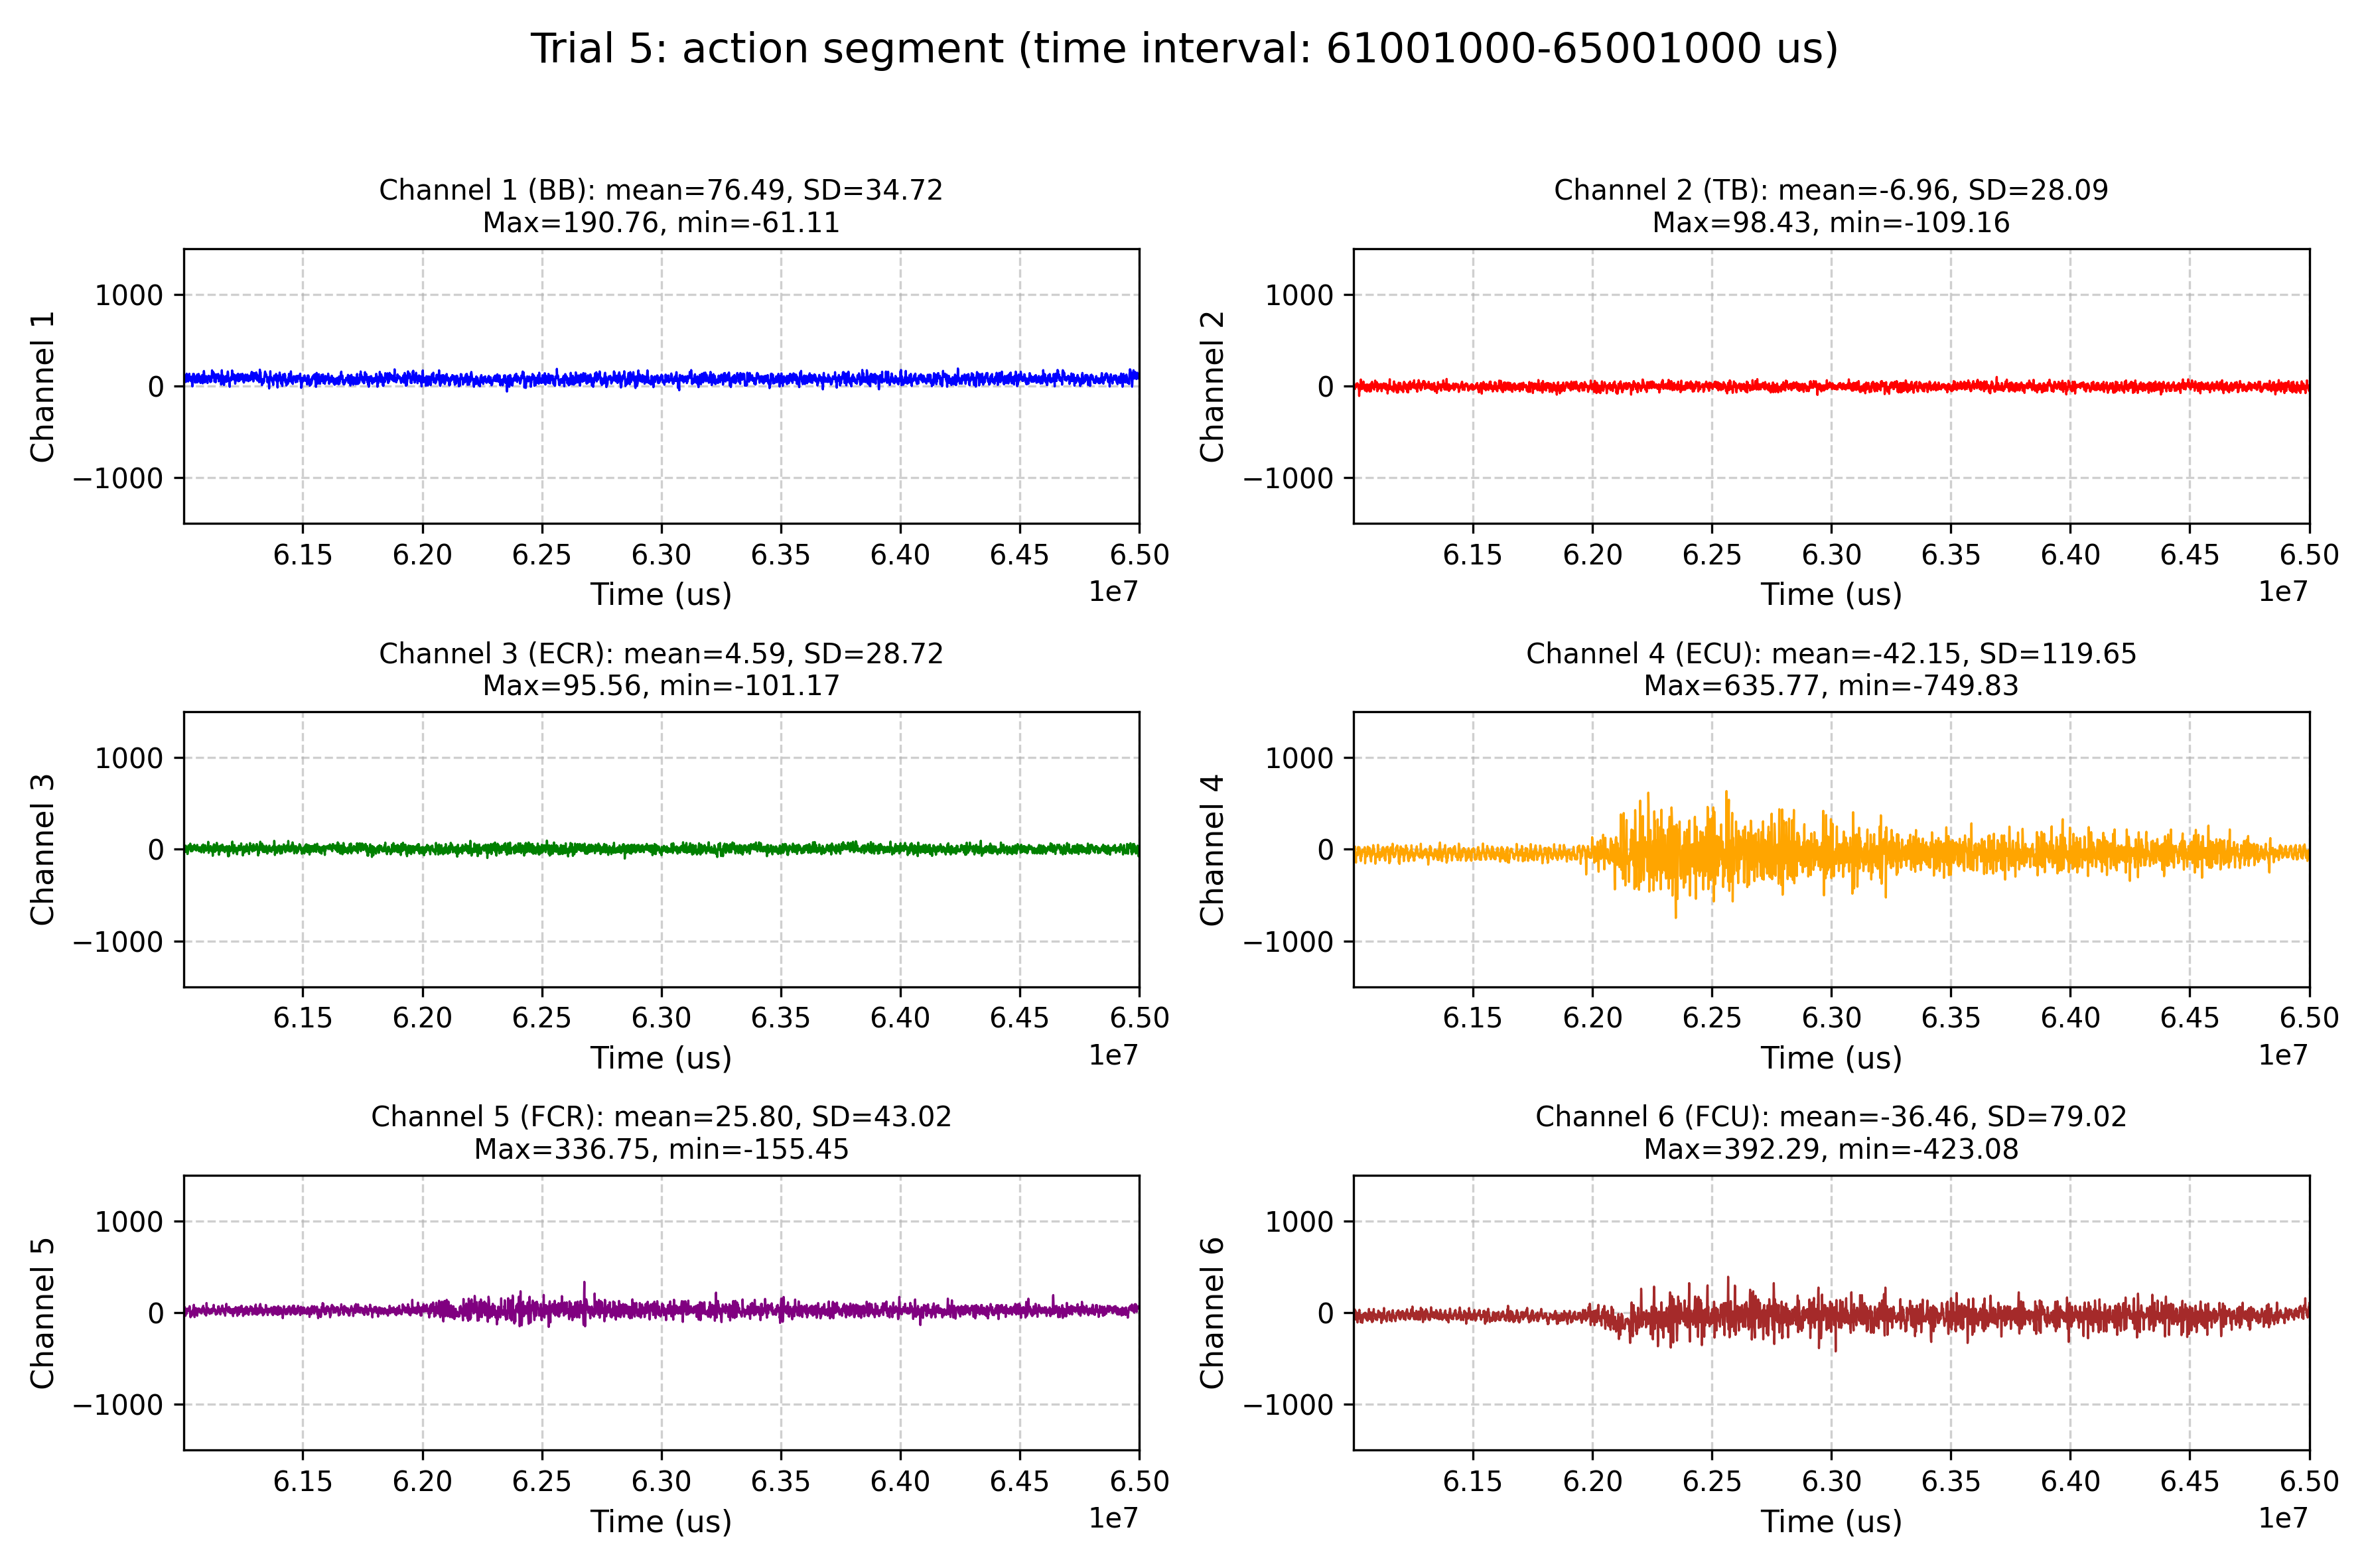 Trial 5: action segment (time interval: 61001000-65001000 us)
Channel 1 (BB): mean=76.49, SD=34.72
Max=190.76, min=-61.11
1000
0
−1000
Channel 1
6.15 6.20 6.25 6.30 6.35 6.40 6.45 6.50
1e7
Time (us)
Channel 2 (TB): mean=-6.96, SD=28.09
Max=98.43, min=-109.16
1000
0
−1000
Channel 2
6.15 6.20 6.25 6.30 6.35 6.40 6.45 6.50
1e7
Time (us)
Channel 3 (ECR): mean=4.59, SD=28.72
Max=95.56, min=-101.17
1000
0
−1000
Channel 3
6.15 6.20 6.25 6.30 6.35 6.40 6.45 6.50
1e7
Time (us)
Channel 4 (ECU): mean=-42.15, SD=119.65
Max=635.77, min=-749.83
1000
0
−1000
Channel 4
6.15 6.20 6.25 6.30 6.35 6.40 6.45 6.50
1e7
Time (us)
Channel 5 (FCR): mean=25.80, SD=43.02
Max=336.75, min=-155.45
1000
0
−1000
Channel 5
6.15 6.20 6.25 6.30 6.35 6.40 6.45 6.50
1e7
Time (us)
Channel 6 (FCU): mean=-36.46, SD=79.02
Max=392.29, min=-423.08
1000
0
−1000
Channel 6
6.15 6.20 6.25 6.30 6.35 6.40 6.45 6.50
1e7
Time (us)